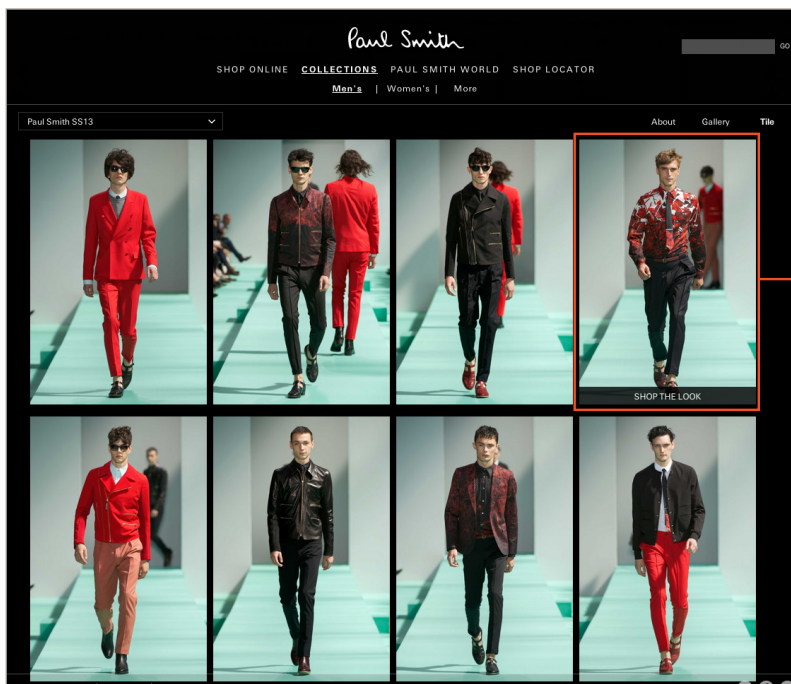 Paul Smith
GO
SHOP ONLINE COLLECTIONS PAUL SMITH WORLD SHOP LOCATOR
Men's | Women's | More
Paul Smith SS13
About Gallery Tile
SHOP THE LOOK